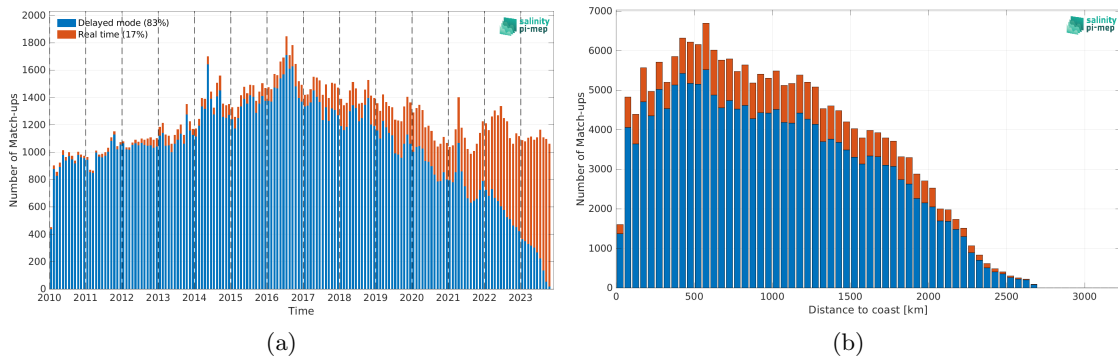 Delayed mode (83%)
Real time (17%)
salinity
pi-mep
Number of Match-ups
2000
1800
1600
1400
1200
1000
800
600
400
200
0
2010 2011 2012 2013 2014 2015 2016 2017 2018 2019 2020 2021 2022 2023
Time
(a)
salinity
pi-mep
Number of Match-ups
7000
6000
5000
4000
3000
2000
1000
0
0 500 1000 1500 2000 2500 3000
Distance to coast [km]
(b)